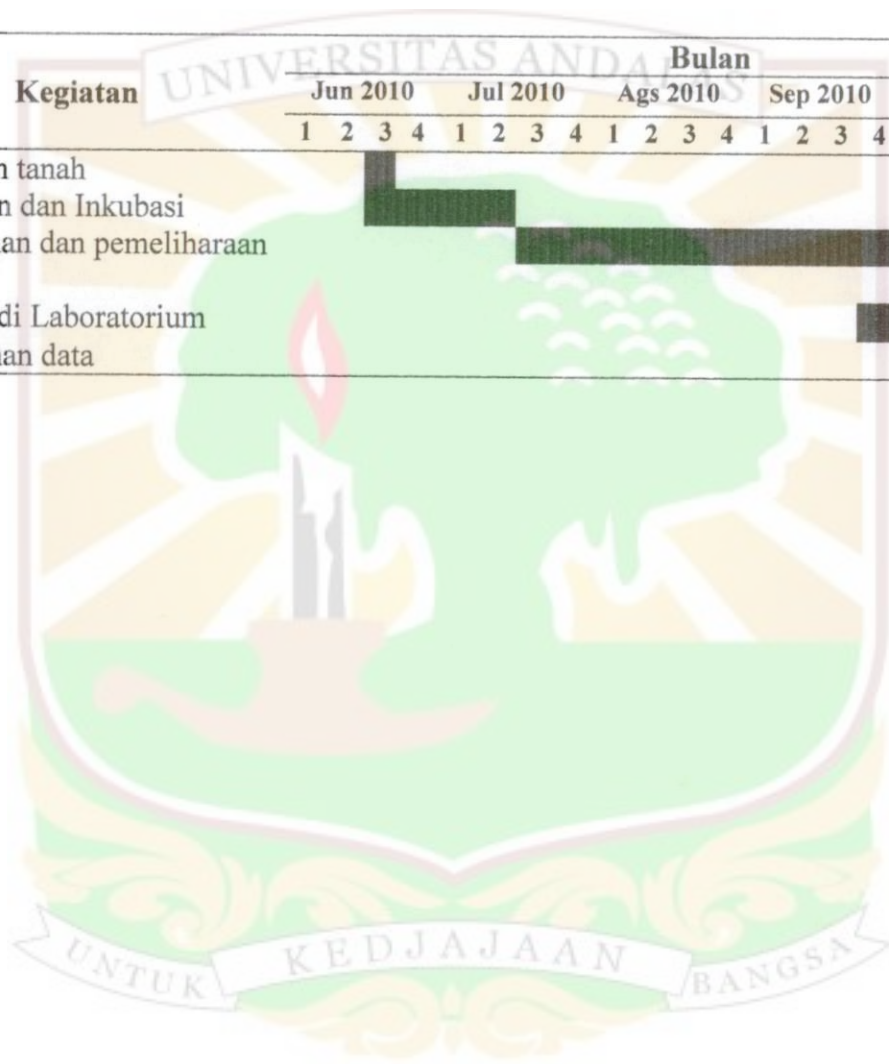 UNIVERSITAS ANDALAS
Bulan
Kegiatan
Jun 2010 Jul 2010 Ags 2010 Sep 2010
1 2 3 4 1 2 3 4 1 2 3 4 1 2 3 4
n tanah
n dan Inkubasi
an dan pemeliharaan
di Laboratorium
an data
UNTUK KEDJAJAAN BANGSA